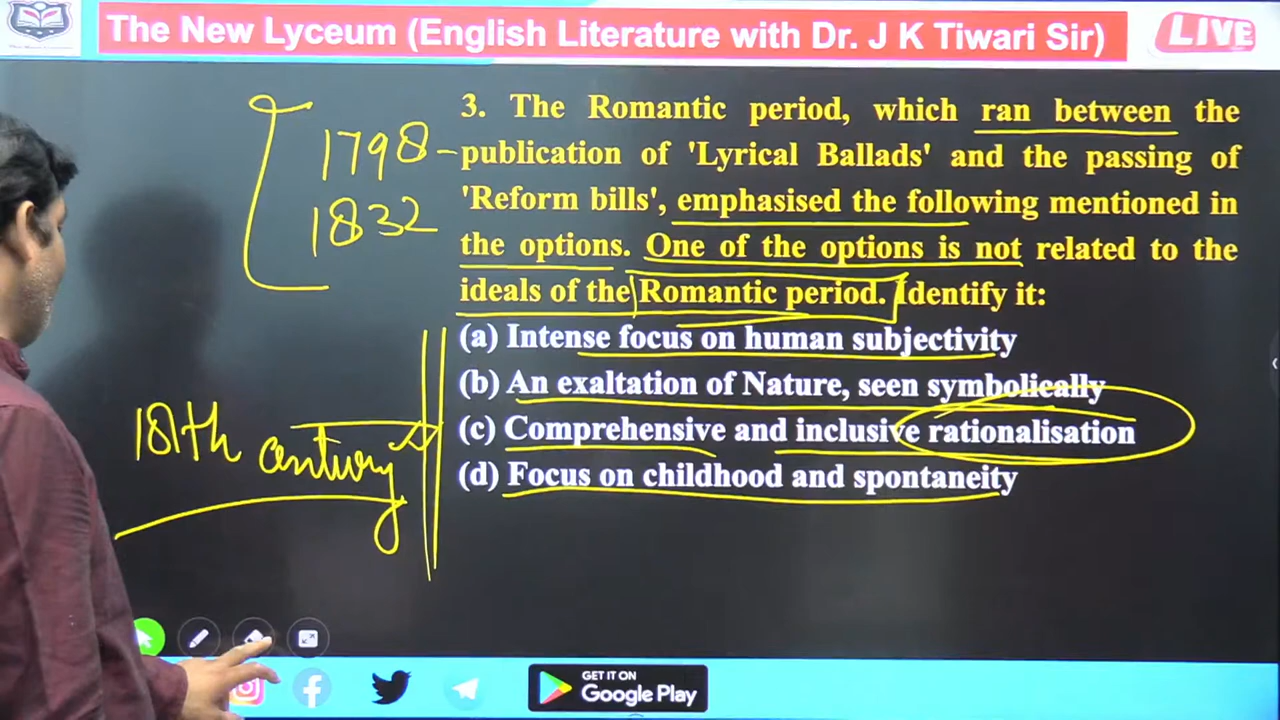 The New Lyceum (English Literature with Dr. J K Tiwari Sir)
LIVE
1798-
1832
3. The Romantic period, which ran between the
publication of 'Lyrical Ballads' and the passing of
'Reform bills', emphasised the following mentioned in
the options. One of the options is not related to the
ideals of the Romantic period. Identify it:
(a) Intense focus on human subjectivity
(b) An exaltation of Nature, seen symbolically
(c) Comprehensive and inclusive rationalisation
(d) Focus on childhood and spontaneity
18th century
GET IT ON
Google Play